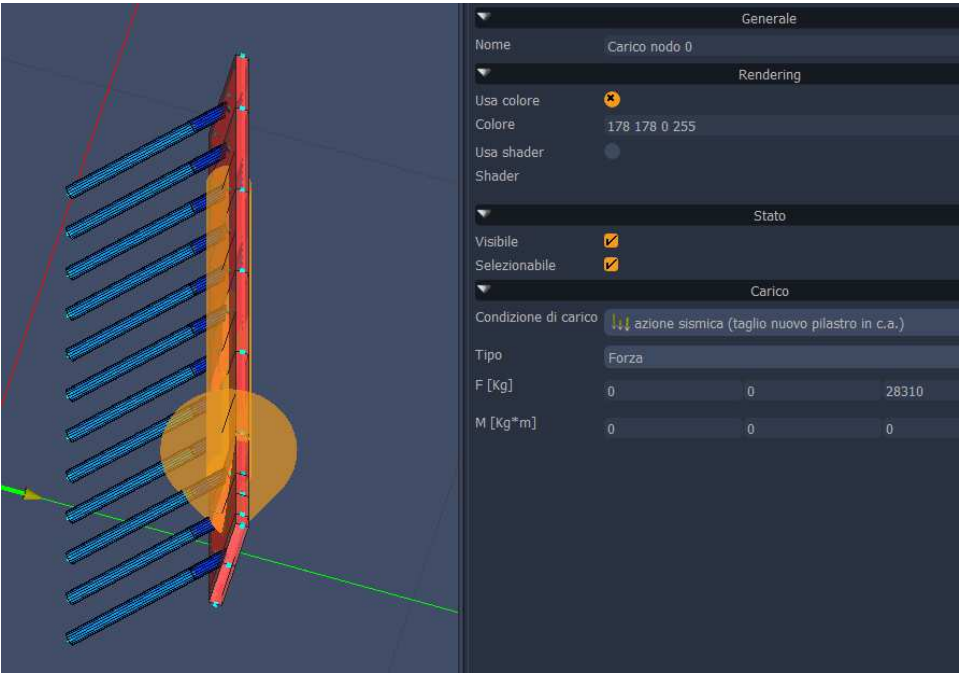 Generale
Nome Carico nodo 0
Rendering
Usa colore
Colore 178 178 0 255
Usa shader
Shader
Stato
Visibile
Selezionabile
Carico
Condizione di carico azione sismica (taglio nuovo pilastro in c.a.)
Tipo Forza
F [Kg] 0 0 28310
M [Kg*m] 0 0 0